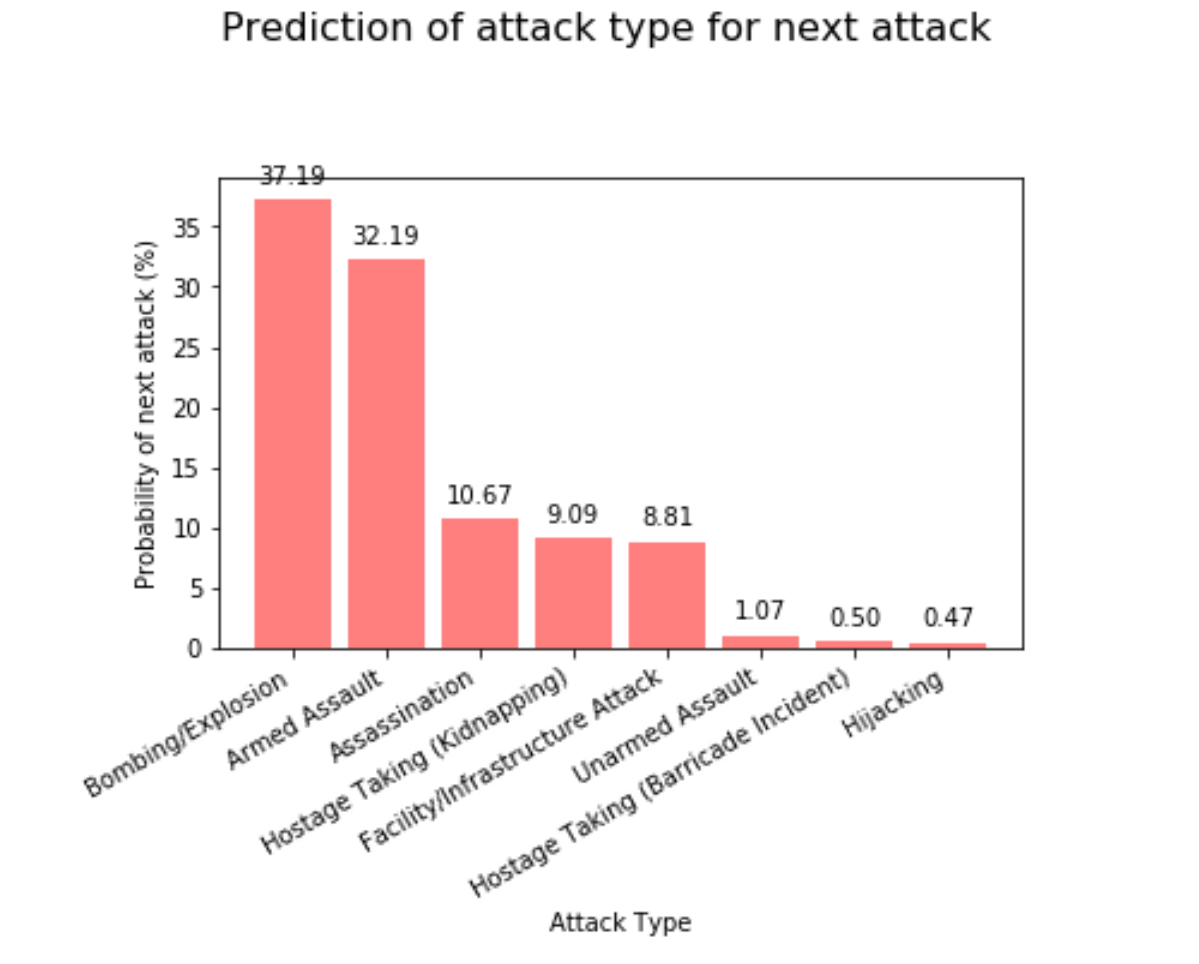 Prediction of attack type for next attack
37.19
32.19
10.67
9.09
8.81
1.07
0.50
0.47
35
30
25
20
15
10
5
0
Probability of next attack (%)
Bombing/Explosion
Armed Assault
Assassination
Hostage Taking (Kidnapping)
Facility/Infrastructure Attack
Unarmed Assault
Hostage Taking (Barricade Incident)
Hijacking
Attack Type